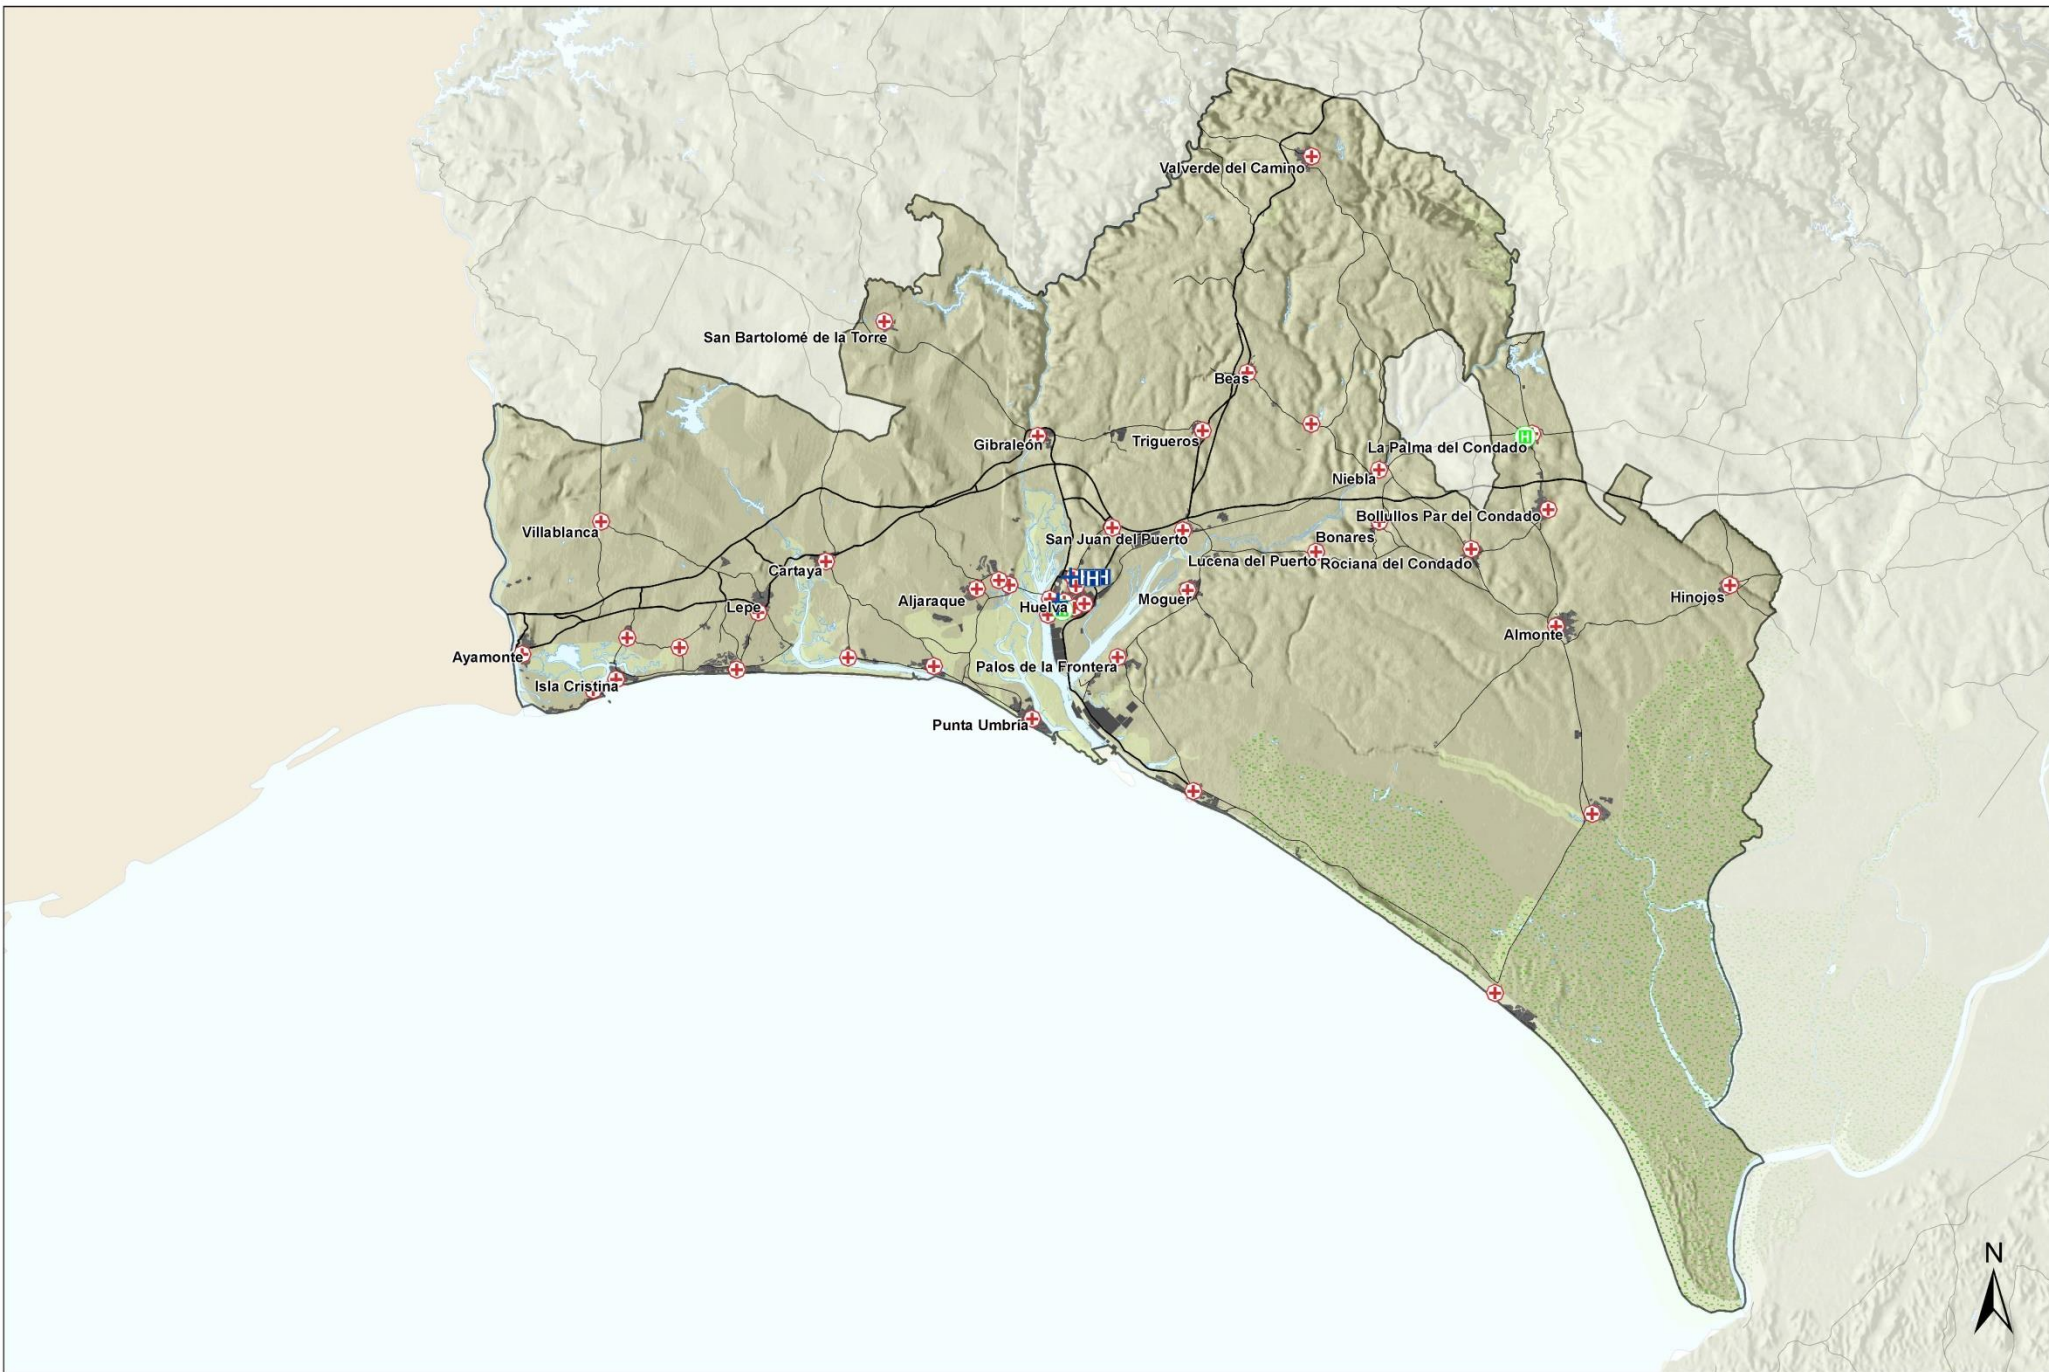 Valverde del Camino
San Bartolomé de la Torre
Beas
Gibraleón
Trigueros
La Palma del Condado
H
Niebla
Villablanca
Bollullos Par del Condado
San Juan del Puerto
Bonares
Cartaya
Lucena del Puerto
Rociana del Condado
Aljaraque
Lepe
Huelva
Moguer
Hinojos
Almonte
Ayamonte
Palos de la Frontera
Isla Cristina
Punta Umbría
N